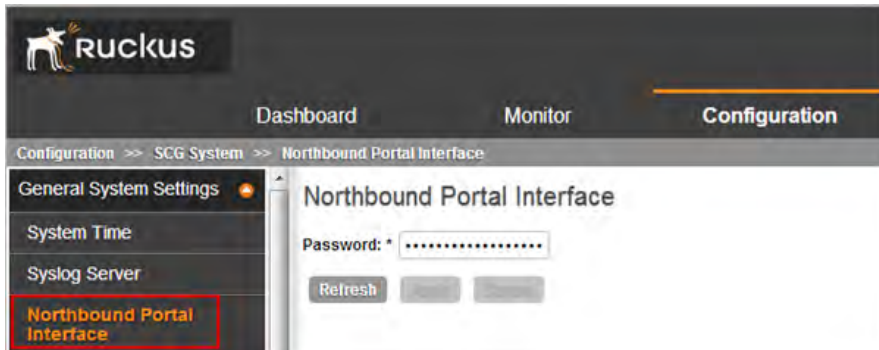 RUCKUS
Dashboard Monitor Configuration
Configuration >> SCG System >> Northbound Portal Interface
General System Settings
Northbound Portal Interface
System Time
Password: * ••••••••••••••••••
Syslog Server
Refresh
Northbound Portal
Interface